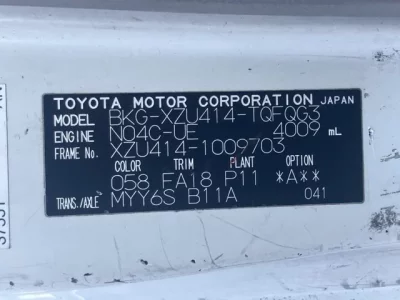 TOYOTA MOTOR CORPORATION JAPAN
MODEL BKG-XZU414-TQFQG3
ENGINE N04C-UE 4009 mL
FRAME No. XZU414-1009703
COLOR TRIM PLANT OPTION
058 FA18 P11 *A**
TRANS./AXLE MYY6S B11A 041